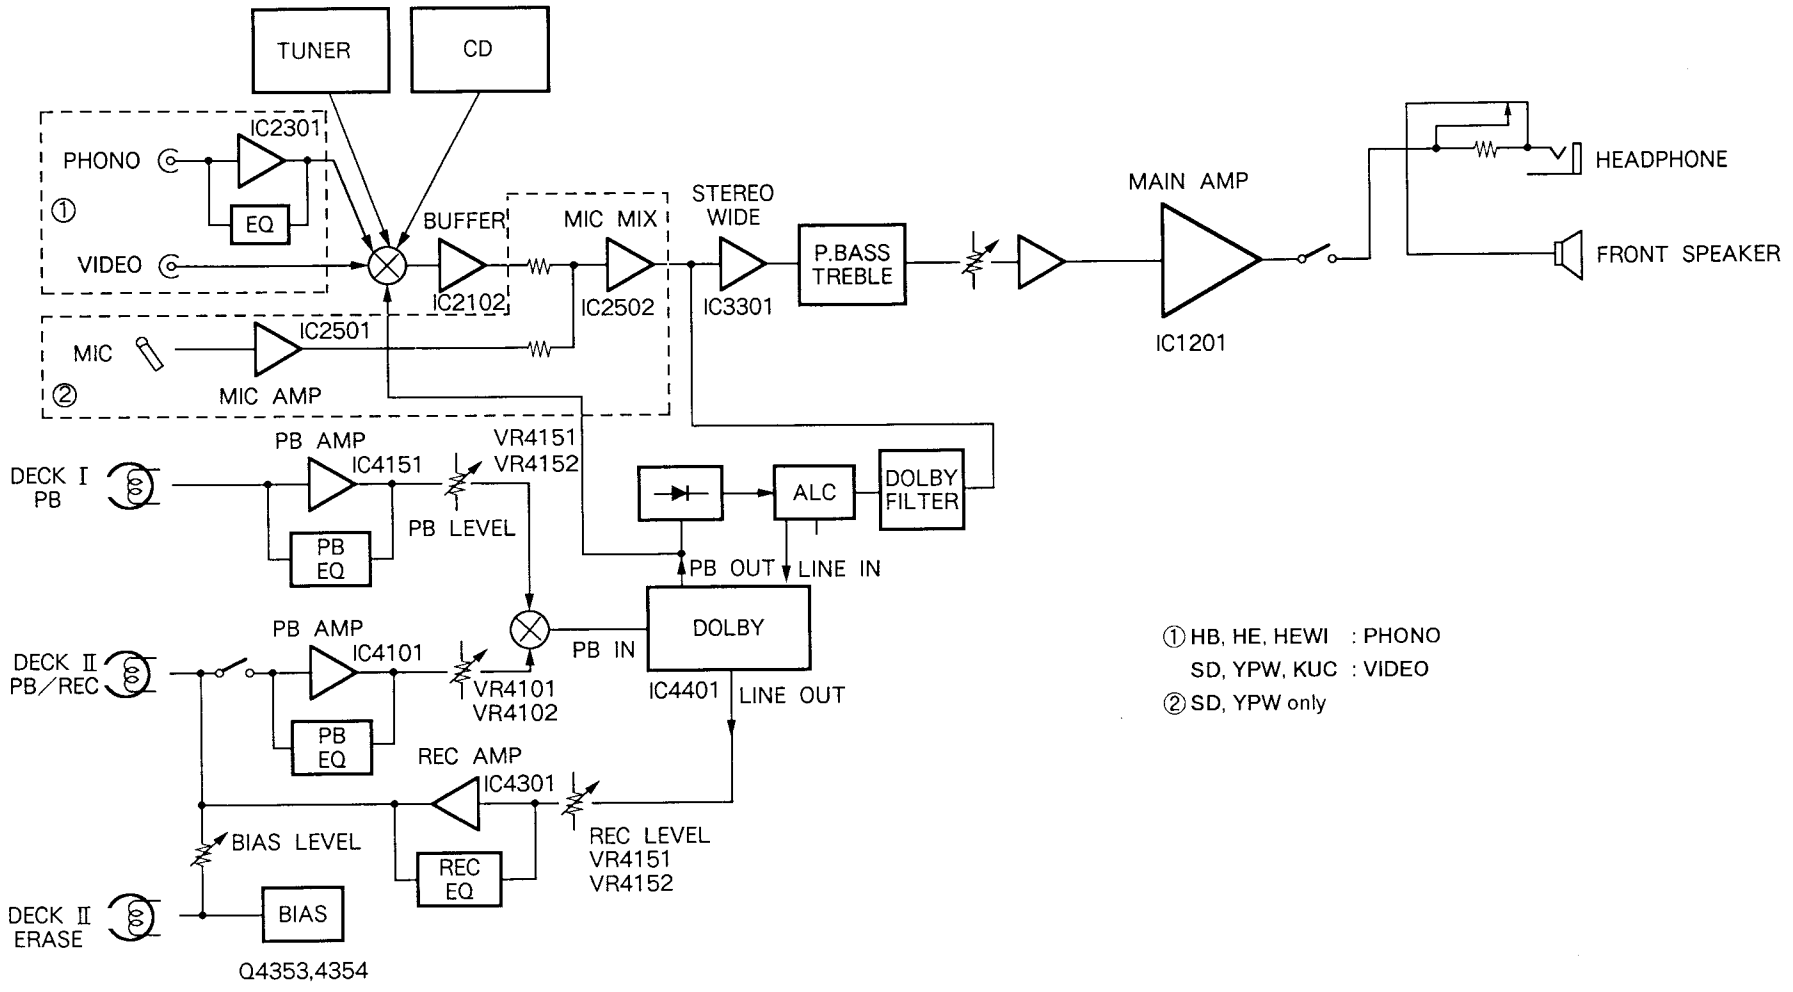 TUNER
CD
IC2301
PHONO
①
EQ
VIDEO
BUFFER
IC2102
MIC MIX
IC2502
STEREO
WIDE
IC3301
P.BASS
TREBLE
MAIN AMP
IC1201
HEADPHONE
FRONT SPEAKER
MIC
IC2501
②
MIC AMP
PB AMP
IC4151
VR4151
VR4152
DECK I
PB
PB LEVEL
PB
EQ
ALC
DOLBY
FILTER
PB OUT
LINE IN
DOLBY
PB IN
IC4401
LINE OUT
PB AMP
IC4101
DECK II
PB/REC
VR4101
VR4102
PB
EQ
REC AMP
IC4301
REC LEVEL
VR4151
VR4152
BIAS LEVEL
REC
EQ
DECK II
ERASE
BIAS
Q4353,4354
① HB, HE, HEWI : PHONO
SD, YPW, KUC : VIDEO
② SD, YPW only